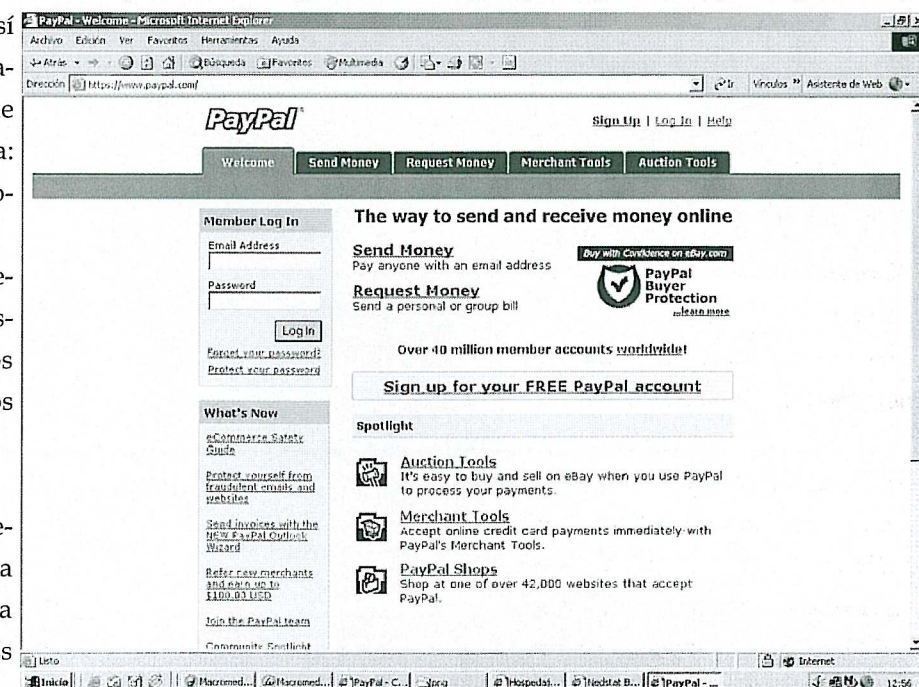 sí
a-
e
a:
o-
e-
s-
es
os
e-
a
a
as
PayPal - Welcome - Microsoft Internet Explorer
Archivo Edición Ver Favoritos Herramientas Ayuda
Atrás Búsqueda Favoritos Multimedia
Dirección https://www.paypal.com/ Ir Vínculos » Asistente de Web
PayPal
Sign Up | Log In | Help
Welcome Send Money Request Money Merchant Tools Auction Tools
Member Log In
Email Address
Password
Log In
Forget your password?
Protect your password
What's New
eCommerce Safety
Guide
Protect yourself from
fraudulent emails and
websites
Send invoices with the
NEW PayPal Outlook
Wizard
Refer new merchants
and earn up to
$100.00 USD
Join the PayPal team
Community Spotlight
The way to send and receive money online
Send Money
Pay anyone with an email address
Request Money
Send a personal or group bill
Buy with Confidence on eBay.com
PayPal
Buyer
Protection
...learn more
Over 40 million member accounts worldwide!
Sign up for your FREE PayPal account
Spotlight
Auction Tools
It's easy to buy and sell on eBay when you use PayPal
to process your payments.
Merchant Tools
Accept online credit card payments immediately with
PayPal's Merchant Tools.
PayPal Shops
Shop at one of over 42,000 websites that accept
PayPal.
Listo Internet
Inicio Macromed... Macromed... PayPal - C... prg Hospedaj... Nedstat B... PayPal - ... 12:56